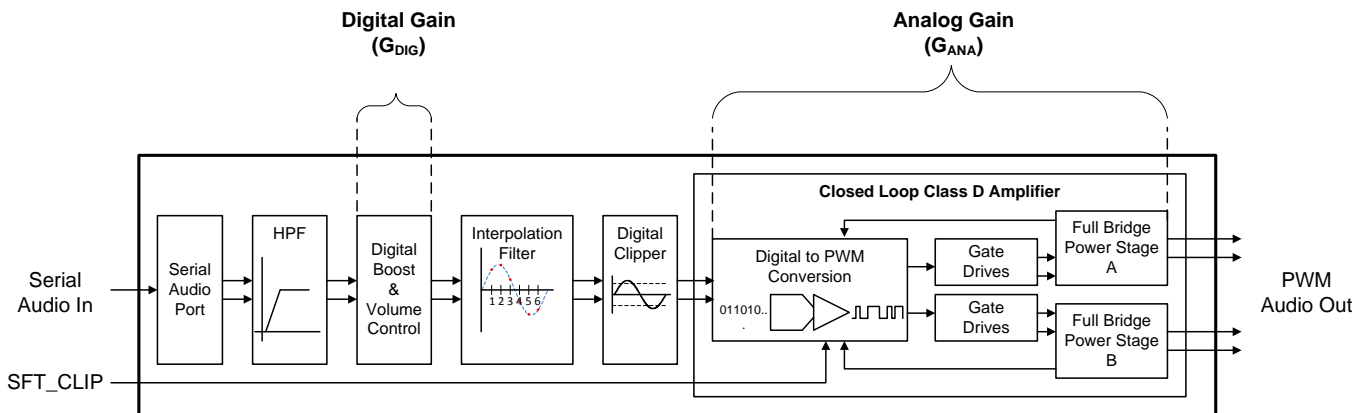 Digital Gain
(GDIG)
Analog Gain
(GANA)
Closed Loop Class D Amplifier
Serial
Audio In
Serial
Audio
Port
HPF
Digital
Boost
&
Volume
Control
Interpolation
Filter
1 2 3 4 5 6
Digital
Clipper
Digital to PWM
Conversion
011010..
.
Gate
Drives
Gate
Drives
Full Bridge
Power Stage
A
Full Bridge
Power Stage
B
PWM
Audio Out
SFT_CLIP